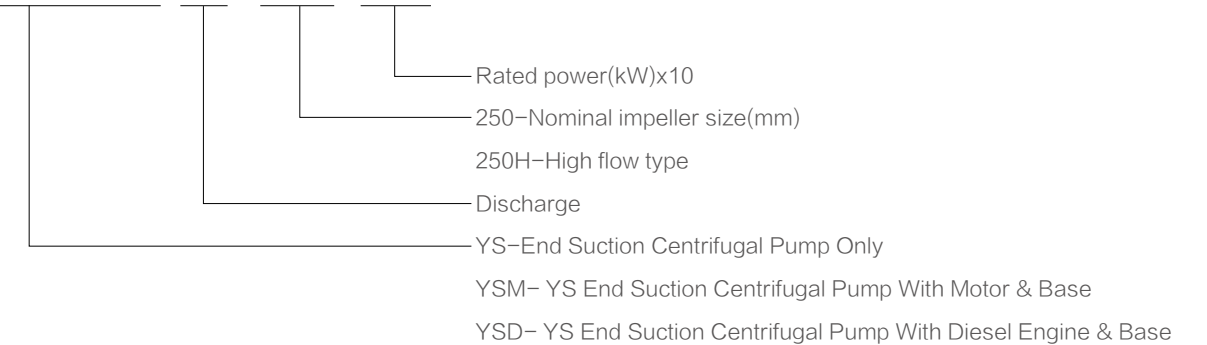 Rated power(kW)x10
250-Nominal impeller size(mm)
250H-High flow type
Discharge
YS-End Suction Centrifugal Pump Only
YSM- YS End Suction Centrifugal Pump With Motor & Base
YSD- YS End Suction Centrifugal Pump With Diesel Engine & Base